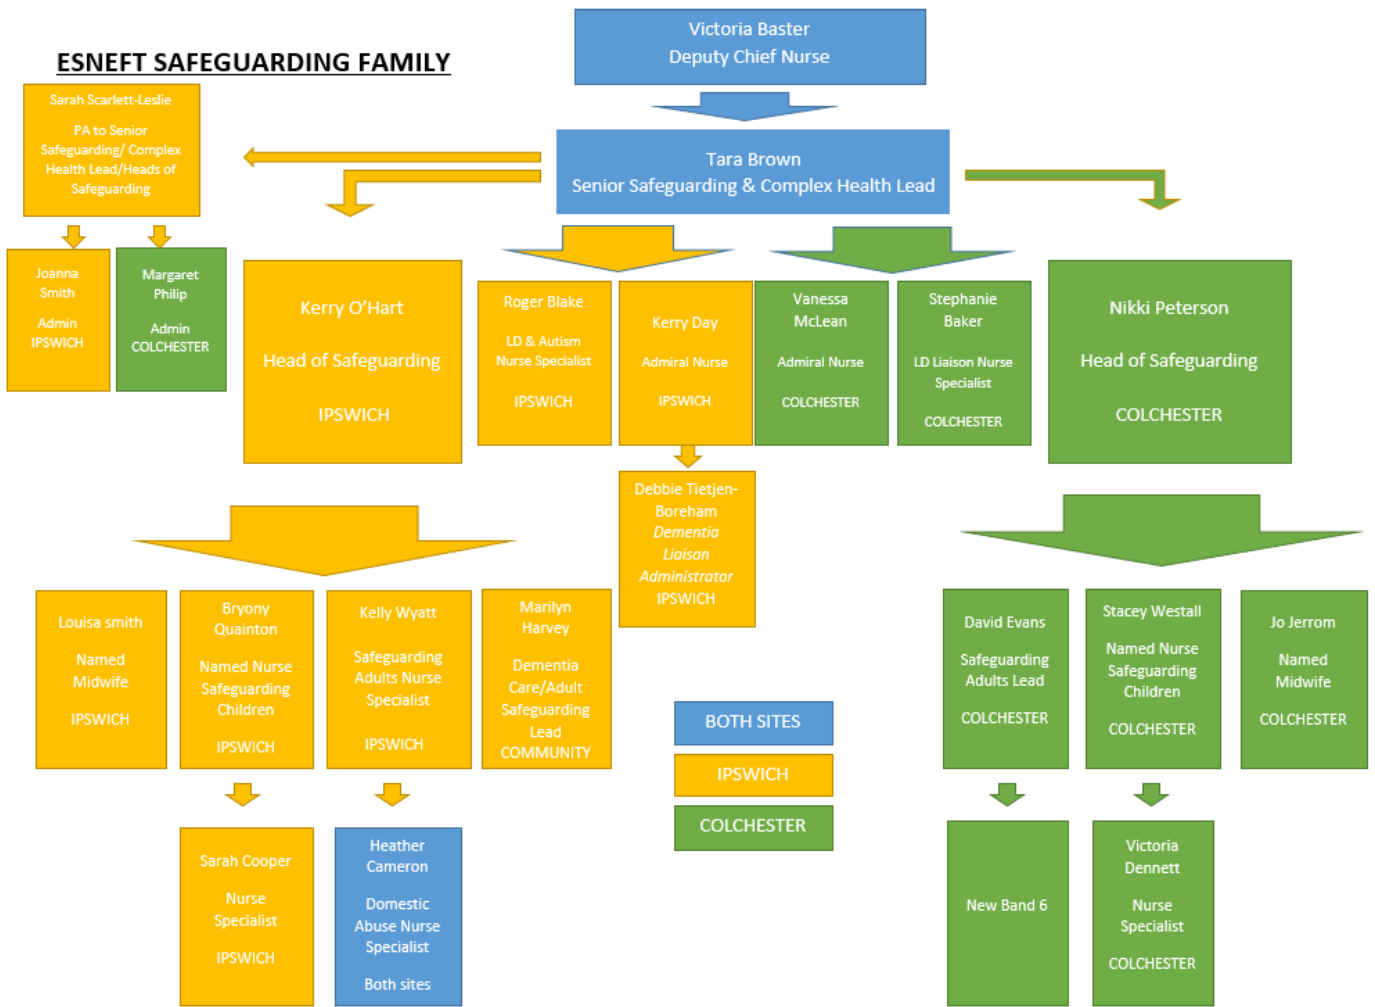 ESNEFT SAFEGUARDING FAMILY
Victoria Baster
Deputy Chief Nurse
Sarah Scarlett-Leslie
PA to Senior
Safeguarding/ Complex
Health Lead/Heads of
Safeguarding
Tara Brown
Senior Safeguarding & Complex Health Lead
Joanna
Smith
Admin
IPSWICH
Margaret
Philip
Admin
COLCHESTER
Kerry O'Hart
Head of Safeguarding
IPSWICH
Roger Blake
LD & Autism
Nurse Specialist
IPSWICH
Kerry Day
Admiral Nurse
IPSWICH
Vanessa
McLean
Admiral Nurse
COLCHESTER
Stephanie
Baker
LD Liaison Nurse
Specialist
COLCHESTER
Nikki Peterson
Head of Safeguarding
COLCHESTER
Debbie Tietjen-
Boreham
Dementia
Liaison
Administrator
IPSWICH
Louisa smith
Named
Midwife
IPSWICH
Bryony
Quainton
Named Nurse
Safeguarding
Children
IPSWICH
Kelly Wyatt
Safeguarding
Adults Nurse
Specialist
IPSWICH
Marilyn
Harvey
Dementia
Care/Adult
Safeguarding
Lead
COMMUNITY
David Evans
Safeguarding
Adults Lead
COLCHESTER
Stacey Westall
Named Nurse
Safeguarding
Children
COLCHESTER
Jo Jerrom
Named
Midwife
COLCHESTER
BOTH SITES
IPSWICH
COLCHESTER
Sarah Cooper
Nurse
Specialist
IPSWICH
Heather
Cameron
Domestic
Abuse Nurse
Specialist
Both sites
New Band 6
Victoria
Dennett
Nurse
Specialist
COLCHESTER